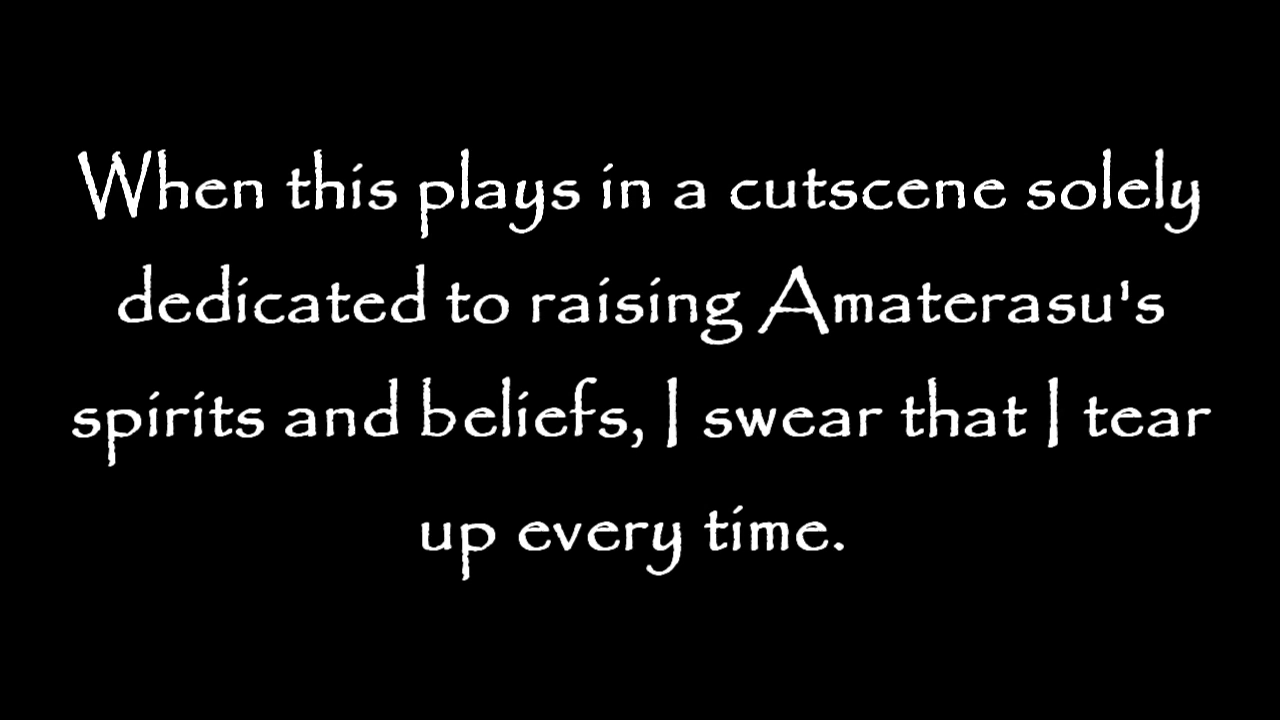 When this plays in a cutscene solely
dedicated to raising Amaterasu's
spirits and beliefs, I swear that I tear
up every time.